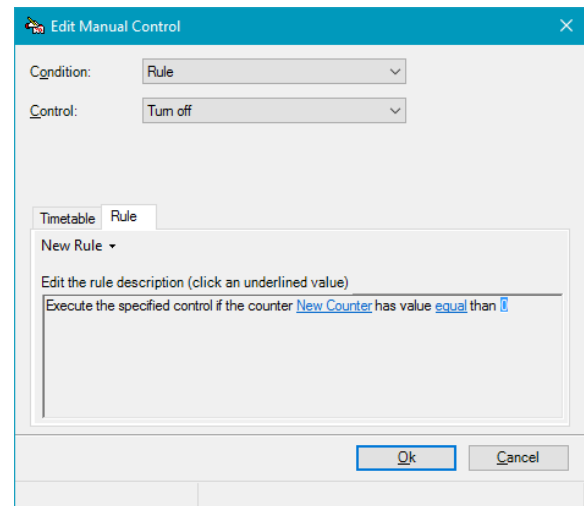 Edit Manual Control
Condition: Rule
Control: Turn off
Timetable Rule
New Rule
Edit the rule description (click an underlined value)
Execute the specified control if the counter New Counter has value equal than 0
Ok Cancel